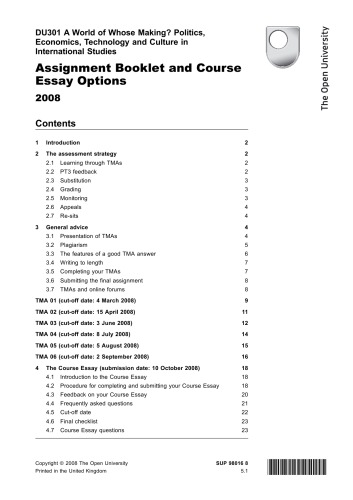 DU301 A World of Whose Making? Politics,
Economics, Technology and Culture in
International Studies
Assignment Booklet and Course
Essay Options
2008
The Open University
Contents
1 Introduction 2
2 The assessment strategy 2
2.1 Learning through TMAs 2
2.2 PT3 feedback 2
2.3 Substitution 3
2.4 Grading 3
2.5 Monitoring 3
2.6 Appeals 4
2.7 Re-sits 4
3 General advice 4
3.1 Presentation of TMAs 4
3.2 Plagiarism 5
3.3 The features of a good TMA answer 6
3.4 Writing to length 7
3.5 Completing your TMAs 7
3.6 Submitting the final assignment 8
3.7 TMAs and online forums 8
TMA 01 (cut-off date: 4 March 2008) 9
TMA 02 (cut-off date: 15 April 2008) 11
TMA 03 (cut-off date: 3 June 2008) 12
TMA 04 (cut-off date: 8 July 2008) 14
TMA 05 (cut-off date: 5 August 2008) 15
TMA 06 (cut-off date: 2 September 2008) 16
4 The Course Essay (submission date: 10 October 2008) 18
4.1 Introduction to the Course Essay 18
4.2 Procedure for completing and submitting your Course Essay 18
4.3 Feedback on your Course Essay 20
4.4 Frequently asked questions 21
4.5 Cut-off date 22
4.6 Final checklist 23
4.7 Course Essay questions 23
Copyright © 2008 The Open University SUP 98016 8
Printed in the United Kingdom 5.1